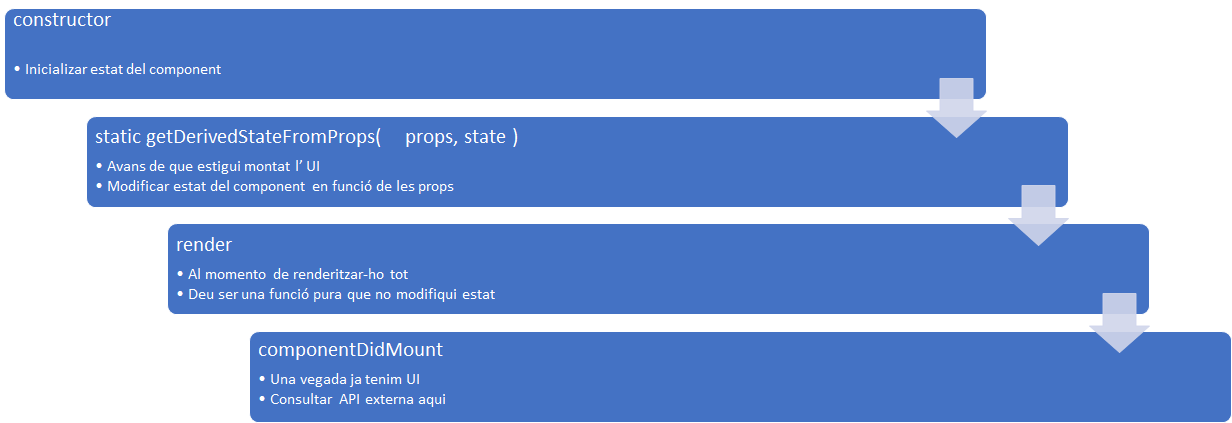 constructor
• Inicializar estat del component
static getDerivedStateFromProps( props, state )
• Avans de que estigui montat l’ UI
• Modificar estat del component en funció de les props
render
• Al momento de renderitzar-ho tot
• Deu ser una funció pura que no modifiqui estat
componentDidMount
• Una vegada ja tenim UI
• Consultar API externa aqui